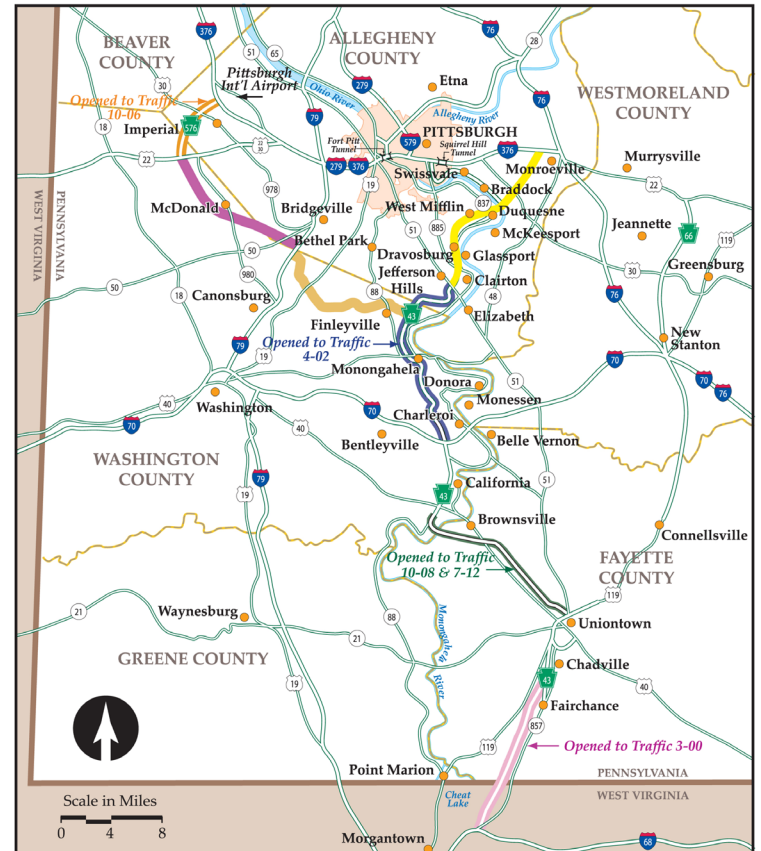 376
51
65
76
28
BEAVER
COUNTY
ALLEGHENY
COUNTY
Pittsburgh
Int'l Airport
30
279
Etna
Ohio River
Opened to Traffic
10-06
Imperial
576
18
79
Allegheny River
76
WESTMORELAND
COUNTY
PITTSBURGH
579
Squirrel Hill
Tunnel
376
Fort Pitt
Tunnel
22
30
22
279
376
Swissvale
Monroeville
Murrysville
22
19
Braddock
978
837
McDonald
Bridgeville
West Mifflin
Duquesne
51
885
McKeesport
Jeannette
66
119
WEST VIRGINIA
PENNSYLVANIA
Bethel Park
50
Dravosburg
Glassport
Greensburg
30
980
Jefferson
Hills
Clairton
50
18
Canonsburg
88
48
76
43
Elizabeth
Finleyville
New
Stanton
79
Opened to Traffic
4-02
19
Monongahela
70
Donora
51
70
76
Washington
40
70
Monessen
Charleroi
70
40
Bentleyville
Belle Vernon
WASHINGTON
COUNTY
79
51
19
43
California
Brownsville
Connellsville
Opened to Traffic
10-08 & 7-12
FAYETTE
COUNTY
119
21
Waynesburg
88
Monongahela
River
Uniontown
21
GREENE COUNTY
Chadville
19
43
40
Fairchance
857
119
Opened to Traffic 3-00
Point Marion
PENNSYLVANIA
WEST VIRGINIA
Cheat
Lake
Scale in Miles
0 4 8
Morgantown
68